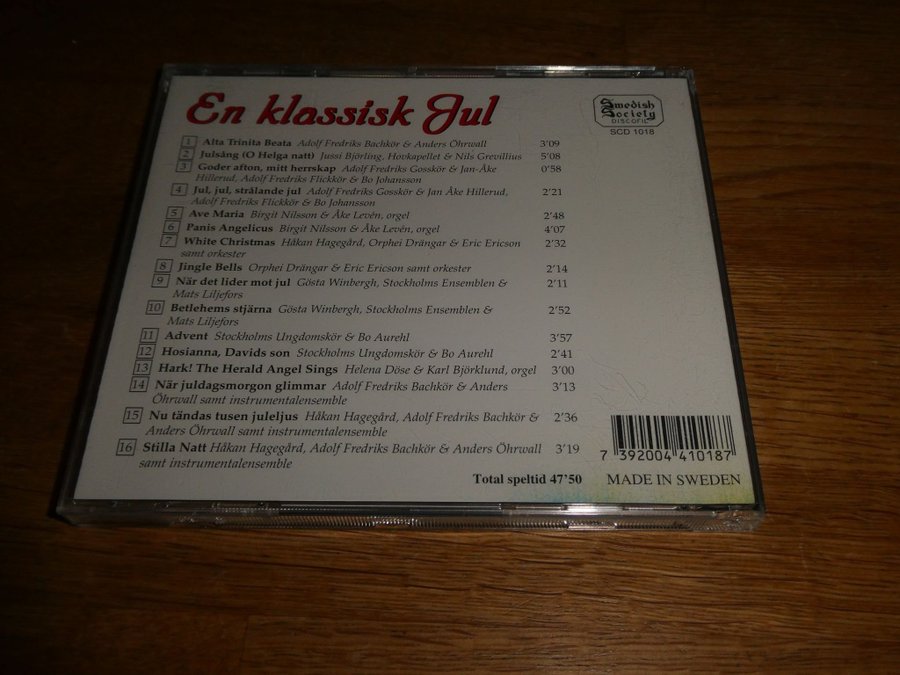 En klassisk Jul
Swedish
Society
DISCOFIL
SCD 1018
1 Alta Trinita Beata Adolf Fredriks Bachkör & Anders Öhrwall 3'09
2 Julsång (O Helga natt) Jussi Björling, Hovkapellet & Nils Grevillius 5'08
3 Goder afton, mitt herrskap Adolf Fredriks Gosskör & Jan-Åke 0'58
Hillerud, Adolf Fredriks Flickkör & Bo Johansson
4 Jul, jul, strålande jul Adolf Fredriks Gosskör & Jan Åke Hillerud, 2'21
Adolf Fredriks Flickkör & Bo Johansson
5 Ave Maria Birgit Nilsson & Åke Levén, orgel 2'48
6 Panis Angelicus Birgit Nilsson & Åke Levén, orgel 4'07
7 White Christmas Håkan Hagegård, Orphei Drängar & Eric Ericson 2'32
samt orkester
8 Jingle Bells Orphei Drängar & Eric Ericson samt orkester 2'14
9 När det lider mot jul Gösta Winbergh, Stockholms Ensemblen & 2'11
Mats Liljefors
10 Betlehems stjärna Gösta Winbergh, Stockholms Ensemblen & 2'52
Mats Liljefors
11 Advent Stockholms Ungdomskör & Bo Aurehl 3'57
12 Hosianna, Davids son Stockholms Ungdomskör & Bo Aurehl 2'41
13 Hark! The Herald Angel Sings Helena Döse & Karl Björklund, orgel 3'00
14 När juldagsmorgon glimmar Adolf Fredriks Bachkör & Anders 3'13
Öhrwall samt instrumentalensemble
15 Nu tändas tusen juleljus Håkan Hagegård, Adolf Fredriks Bachkör & 2'36
Anders Öhrwall samt instrumentalensemble
16 Stilla Natt Håkan Hagegård, Adolf Fredriks Bachkör & Anders Öhrwall 3'19
samt instrumentalensemble
Total speltid 47'50
7 392004 410187
MADE IN SWEDEN